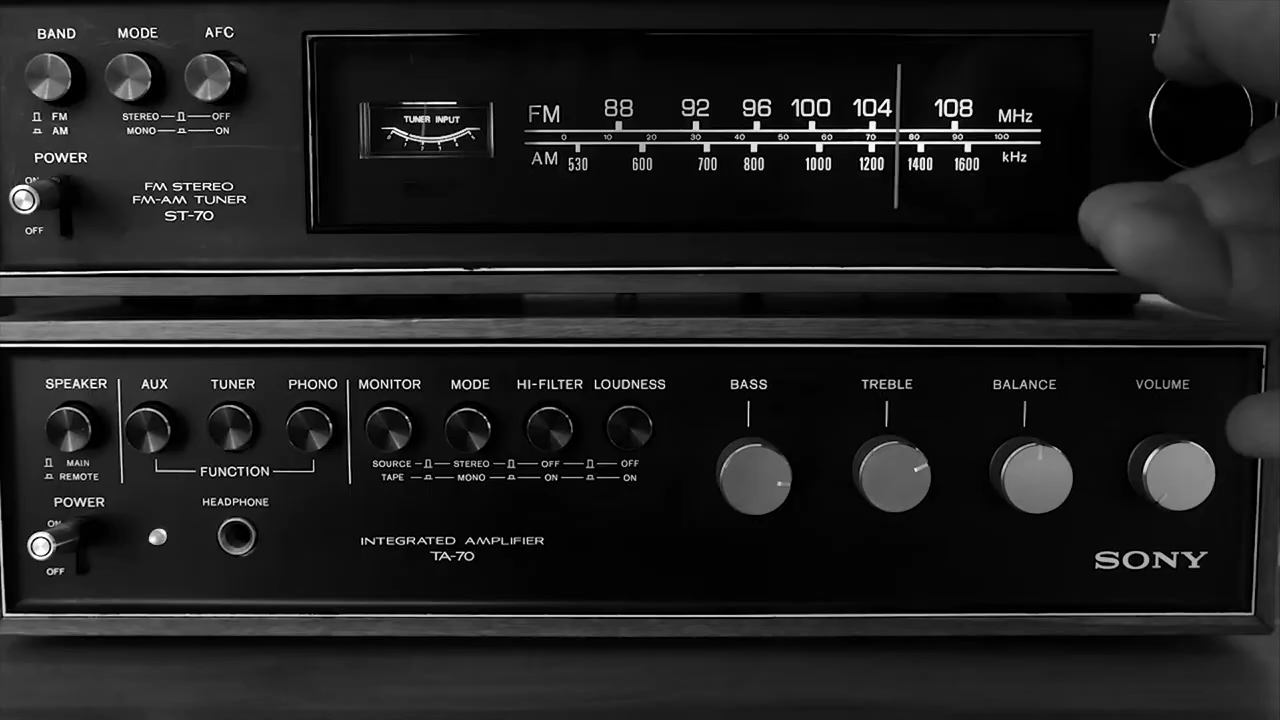 BAND MODE AFC
FM STEREO OFF
AM MONO ON
POWER
ON
OFF
FM STEREO
FM-AM TUNER
ST-70
TUNER INPUT
FM 88 92 96 100 104 108 MHz
0 10 20 30 40 50 60 70 80 90 100
AM 530 600 700 800 1000 1200 1400 1600 kHz
SPEAKER AUX TUNER PHONO MONITOR MODE HI-FILTER LOUDNESS BASS TREBLE BALANCE VOLUME
MAIN
REMOTE
FUNCTION
SOURCE STEREO OFF OFF
TAPE MONO ON ON
POWER
ON
OFF
HEADPHONE
INTEGRATED AMPLIFIER
TA-70
SONY